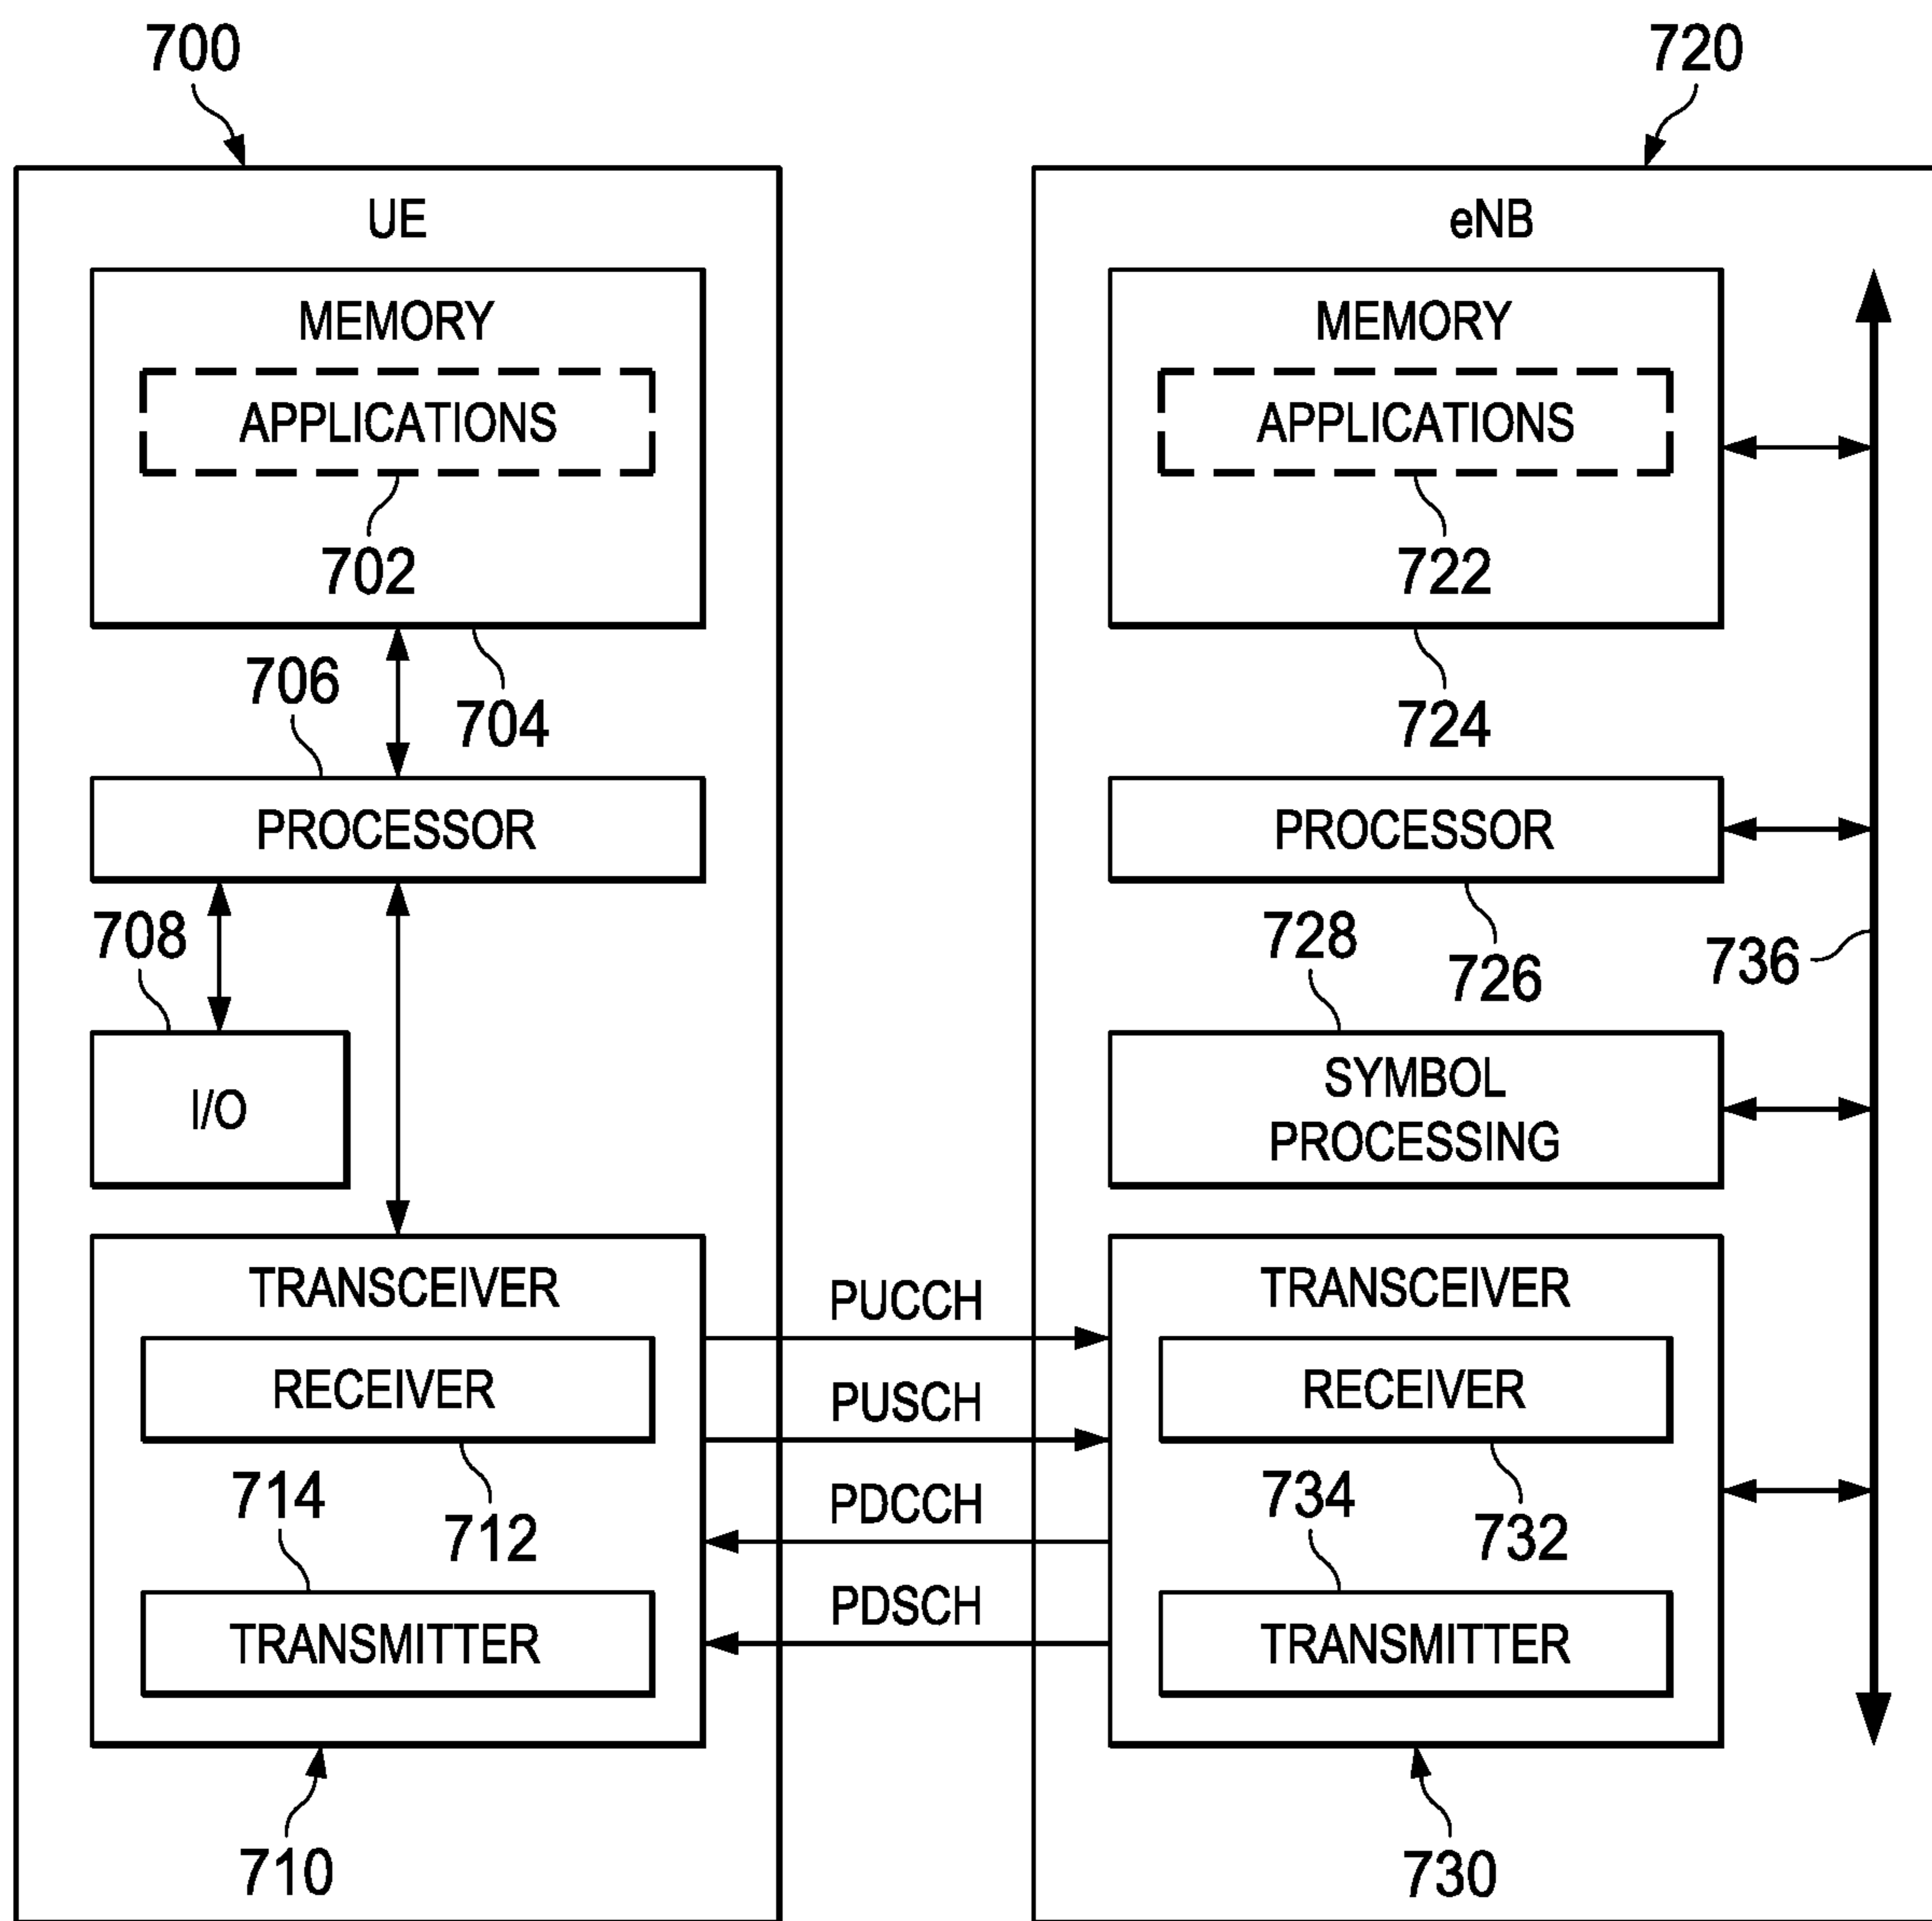 700
720
UE
eNB
MEMORY
MEMORY
APPLICATIONS
APPLICATIONS
702
722
706
704
724
PROCESSOR
PROCESSOR
708
728
726
736
I/O
SYMBOL
PROCESSING
TRANSCEIVER
PUCCH
TRANSCEIVER
RECEIVER
PUSCH
RECEIVER
714
712
PDCCH
734
732
TRANSMITTER
PDSCH
TRANSMITTER
710
730